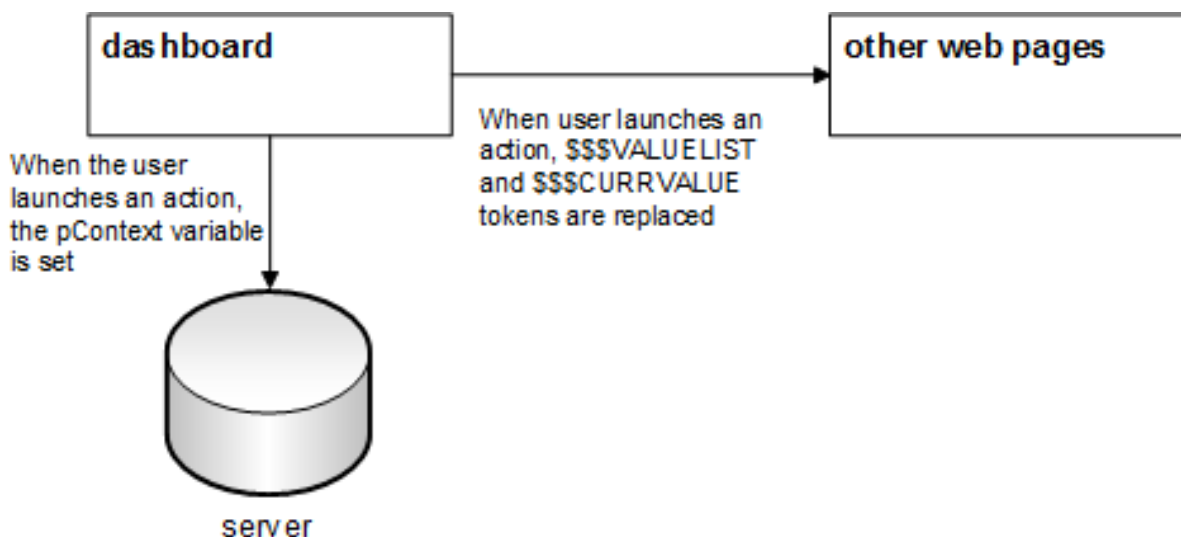 dashboard
other web pages
When user launches an
action, $$$VALUELIST
and $$$CURRVALUE
tokens are replaced
When the user
launches an action,
the pContext variable
is set
server